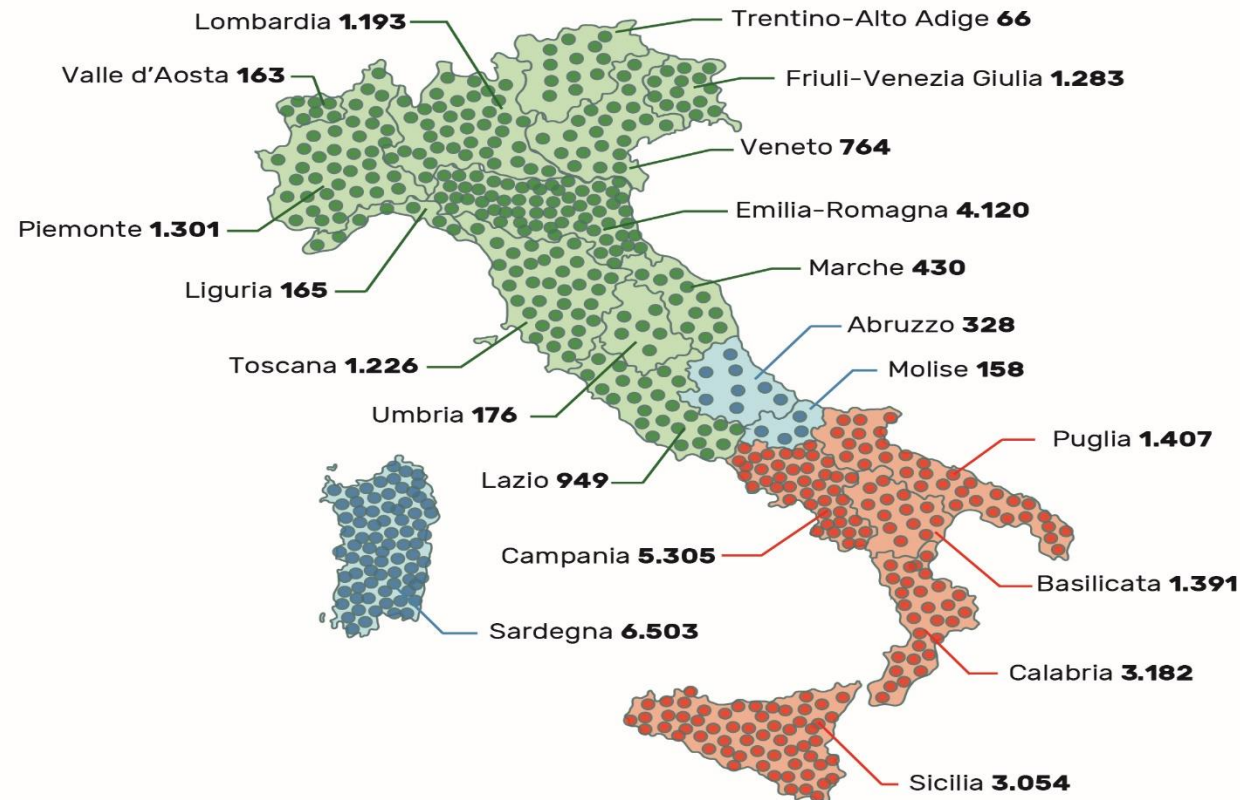 Lombardia 1.193
Trentino-Alto Adige 66
Valle d'Aosta 163
Friuli-Venezia Giulia 1.283
Veneto 764
Piemonte 1.301
Emilia-Romagna 4.120
Marche 430
Liguria 165
Abruzzo 328
Toscana 1.226
Molise 158
Umbria 176
Puglia 1.407
Lazio 949
Campania 5.305
Basilicata 1.391
Sardegna 6.503
Calabria 3.182
Sicilia 3.054